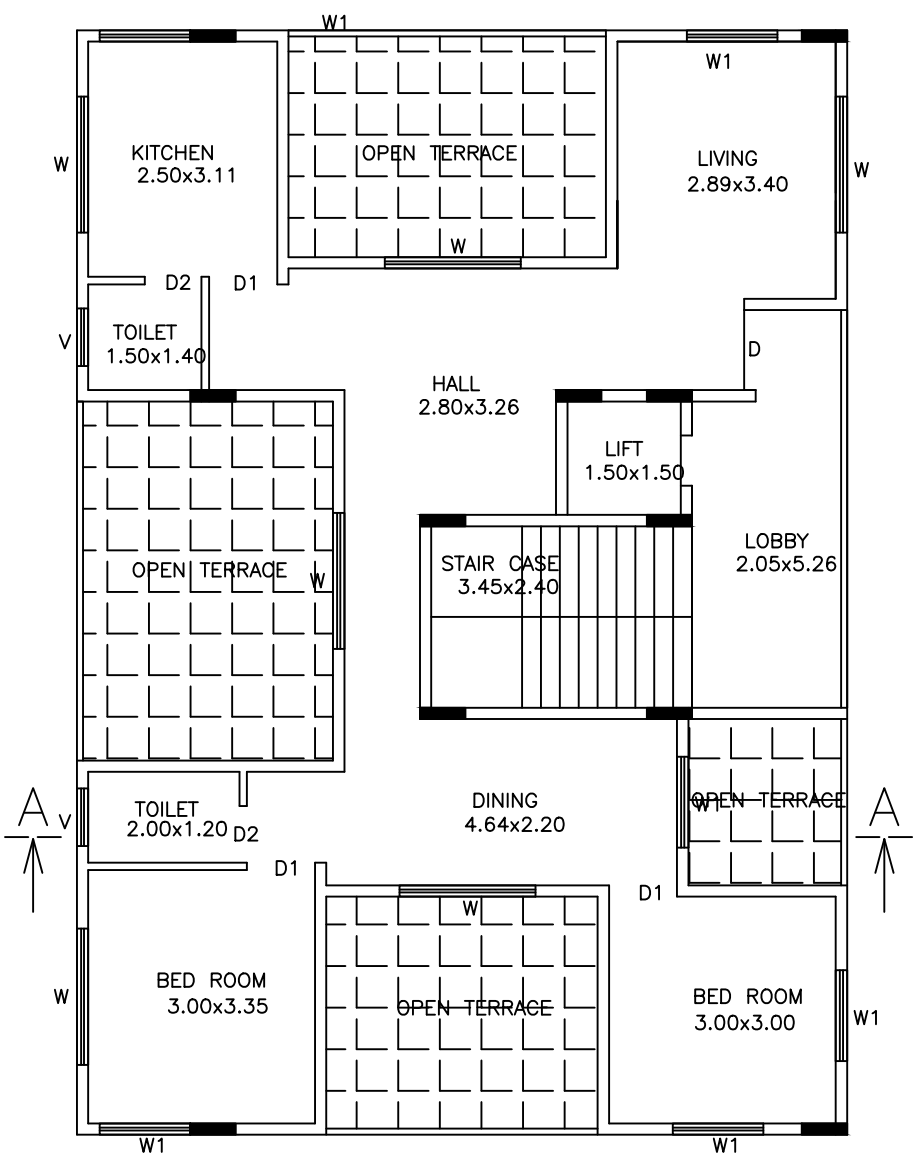 W1
W1
KITCHEN
2.50x3.11
OPEN TERRACE
LIVING
2.89x3.40
W
W
W
D2
D1
TOILET
1.50x1.40
V
D
HALL
2.80x3.26
LIFT
1.50x1.50
LOBBY
2.05x5.26
OPEN TERRACE
W
STAIR CASE
3.45x2.40
A
TOILET
2.00x1.20
V
D2
DINING
4.64x2.20
W1
OPEN TERRACE
A
D1
D1
W
BED ROOM
3.00x3.35
W
OPEN TERRACE
BED ROOM
3.00x3.00
W1
W1
W1